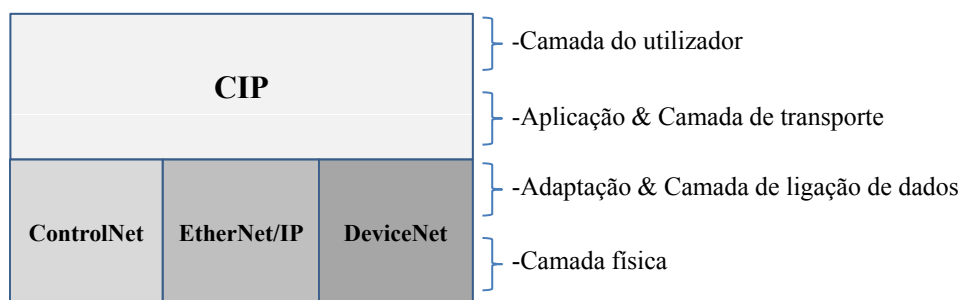 -Camada do utilizador
CIP
-Aplicação & Camada de transporte
-Adaptação & Camada de ligação de dados
ControlNet EtherNet/IP DeviceNet
-Camada física